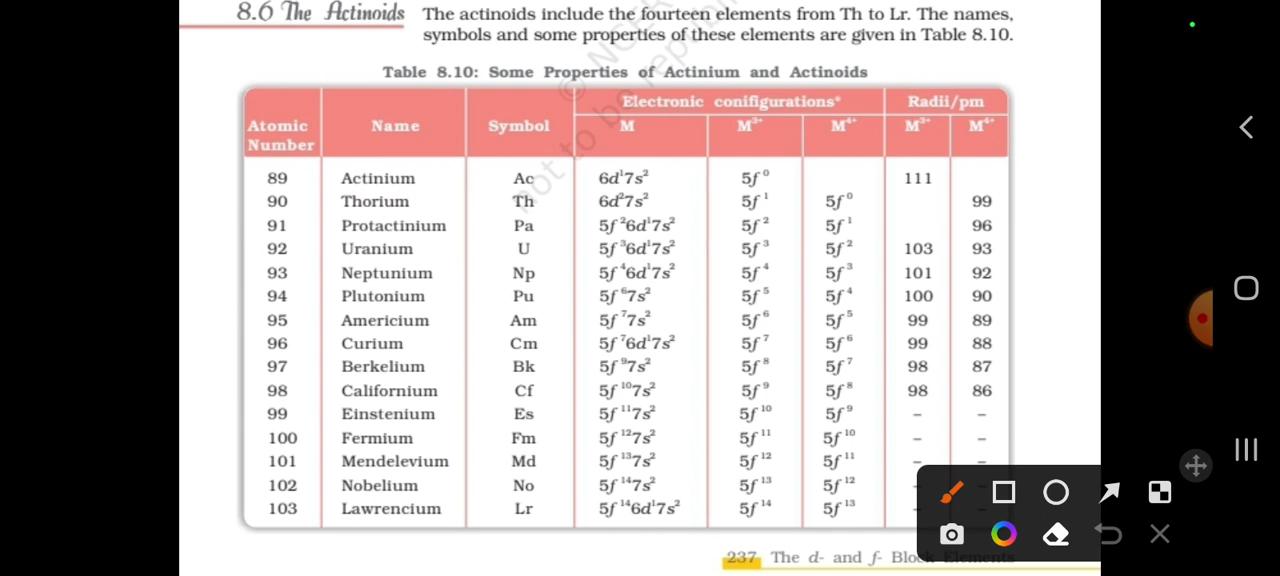 8.6 The Actinoids
The actinoids include the fourteen elements from Th to Lr. The names,
symbols and some properties of these elements are given in Table 8.10.
Table 8.10: Some Properties of Actinium and Actinoids
Atomic Number Name Symbol Electronic conifigurations* Radii/pm
M M³⁺ M⁴⁺ M³⁺ M⁴⁺
89 Actinium Ac 6d¹7s² 5f⁰ 111
90 Thorium Th 6d²7s² 5f¹ 5f⁰ 99
91 Protactinium Pa 5f²6d¹7s² 5f² 5f¹ 96
92 Uranium U 5f³6d¹7s² 5f³ 5f² 103 93
93 Neptunium Np 5f⁴6d¹7s² 5f⁴ 5f³ 101 92
94 Plutonium Pu 5f⁶7s² 5f⁵ 5f⁴ 100 90
95 Americium Am 5f⁷7s² 5f⁶ 5f⁵ 99 89
96 Curium Cm 5f⁷6d¹7s² 5f⁷ 5f⁶ 99 88
97 Berkelium Bk 5f⁹7s² 5f⁸ 5f⁷ 98 87
98 Californium Cf 5f¹⁰7s² 5f⁹ 5f⁸ 98 86
99 Einstenium Es 5f¹¹7s² 5f¹⁰ 5f⁹ – –
100 Fermium Fm 5f¹²7s² 5f¹¹ 5f¹⁰ – –
101 Mendelevium Md 5f¹³7s² 5f¹² 5f¹¹ – –
102 Nobelium No 5f¹⁴7s² 5f¹³ 5f¹²
103 Lawrencium Lr 5f¹⁴6d¹7s² 5f¹⁴ 5f¹³
237 The d- and f- Block Elements
not to be republi